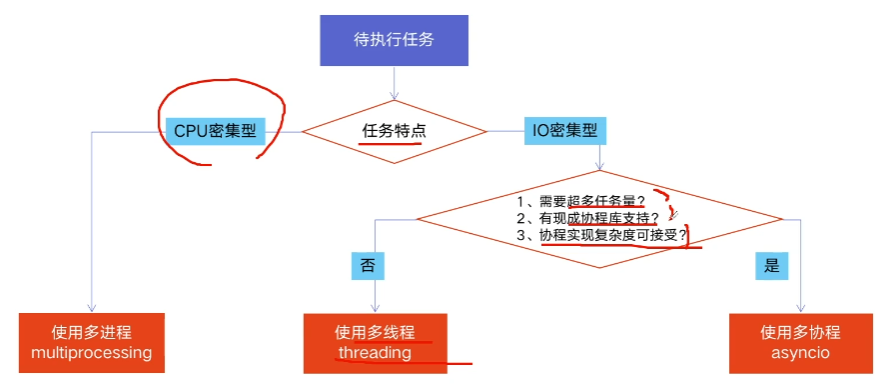 待执行任务
CPU密集型
任务特点
IO密集型
1、需要超多任务量?
2、有现成协程库支持?
3、协程实现复杂度可接受?
否
是
使用多进程
multiprocessing
使用多线程
threading
使用多协程
asyncio